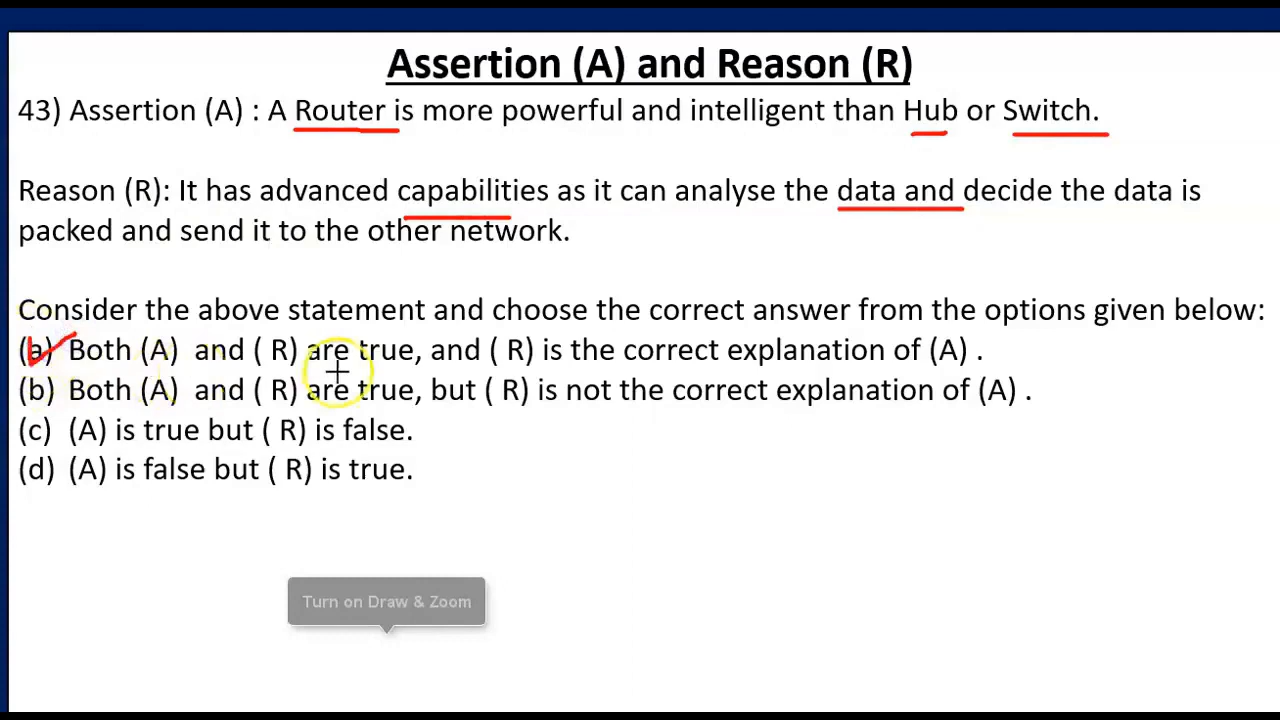 Assertion (A) and Reason (R)
43) Assertion (A) : A Router is more powerful and intelligent than Hub or Switch.
Reason (R): It has advanced capabilities as it can analyse the data and decide the data is
packed and send it to the other network.
Consider the above statement and choose the correct answer from the options given below:
(a) Both (A) and ( R) are true, and ( R) is the correct explanation of (A) .
(b) Both (A) and ( R) are true, but ( R) is not the correct explanation of (A) .
(c) (A) is true but ( R) is false.
(d) (A) is false but ( R) is true.
Turn on Draw & Zoom